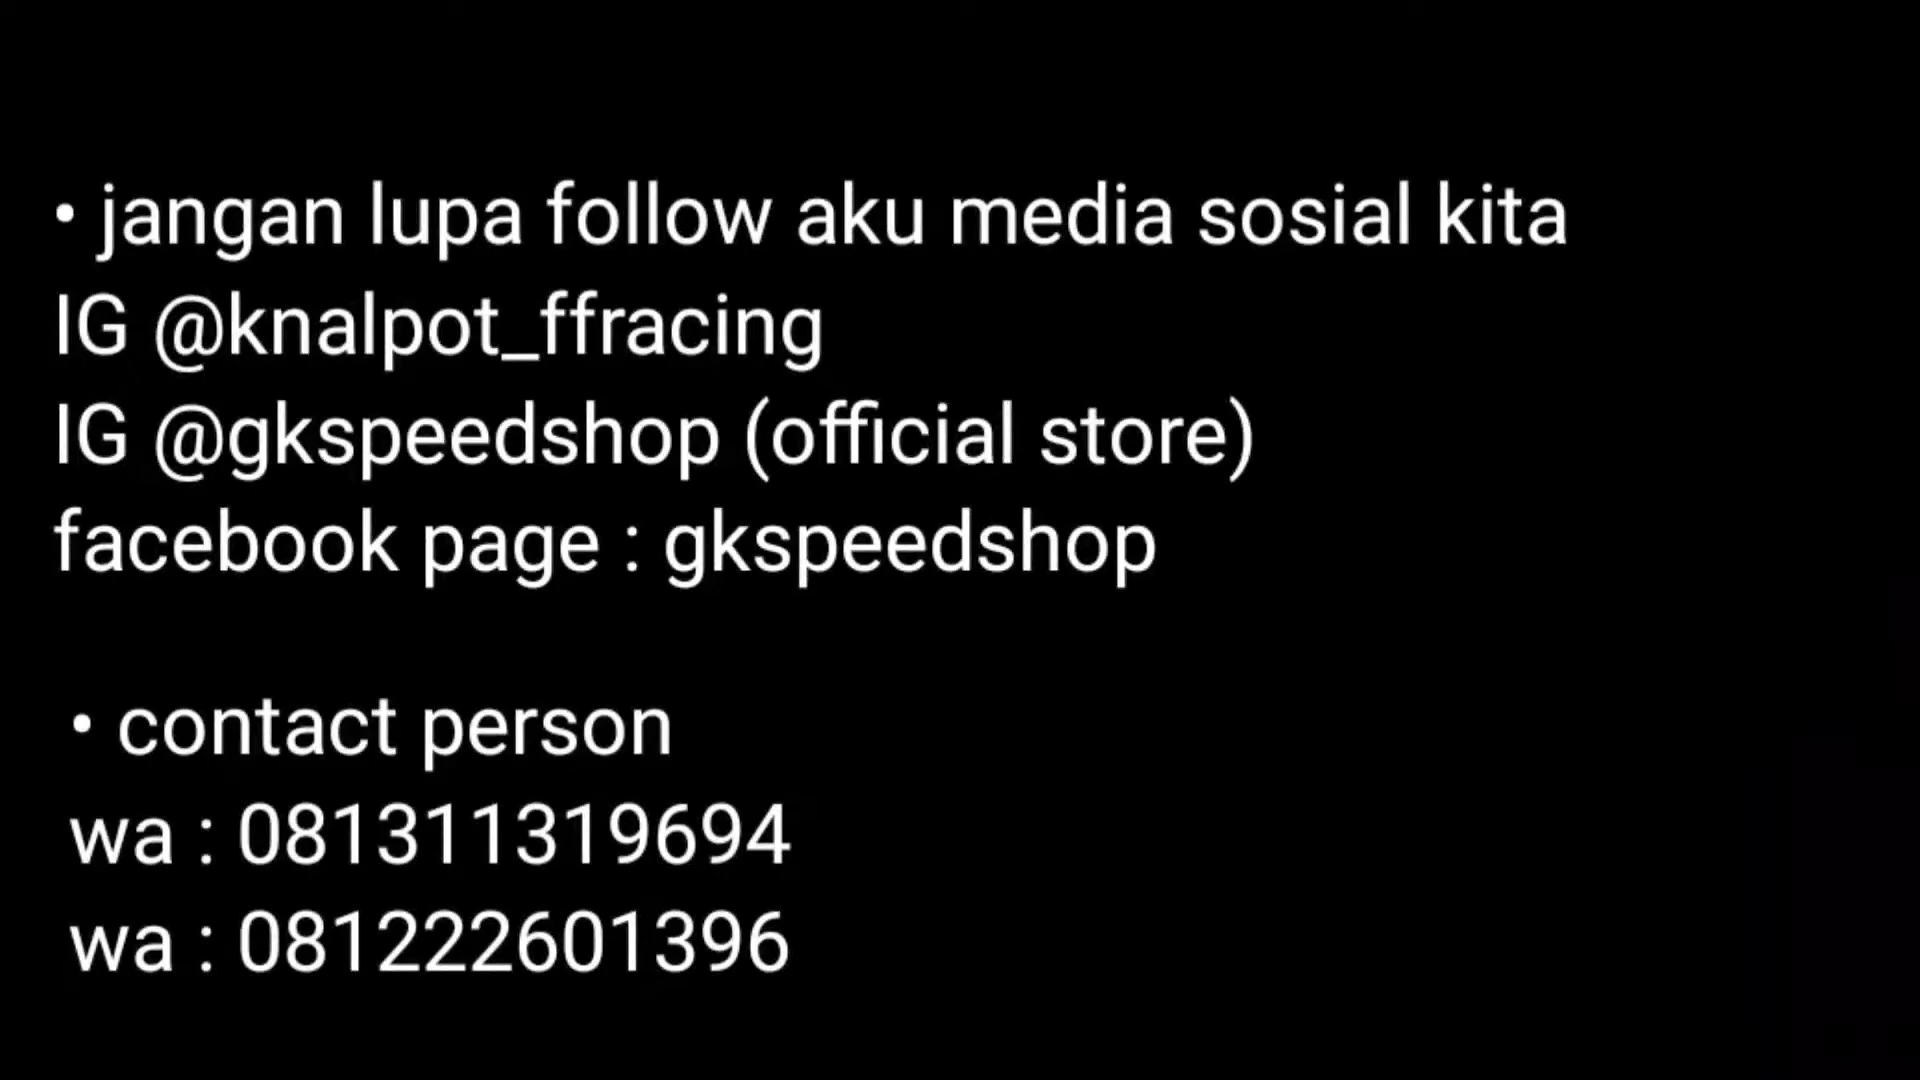 • jangan lupa follow aku media sosial kita
IG @knalpot_ffracing
IG @gkspeedshop (official store)
facebook page : gkspeedshop
• contact person
wa : 081311319694
wa : 081222601396